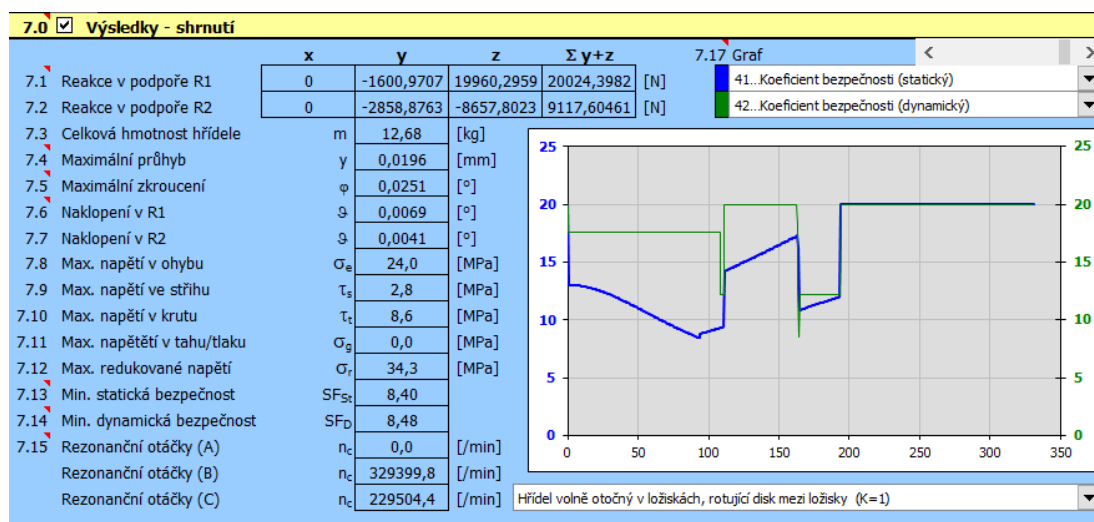 7.0 Výsledky - shrnutí
x y z Σ y+z 7.17 Graf
7.1 Reakce v podpoře R1 0 -1600,9707 19960,2959 20024,3982 [N] 41...Koeficient bezpečnosti (statický)
7.2 Reakce v podpoře R2 0 -2858,8763 -8657,8023 9117,60461 [N] 42...Koeficient bezpečnosti (dynamický)
7.3 Celková hmotnost hřídele m 12,68 [kg]
7.4 Maximální průhyb y 0,0196 [mm]
7.5 Maximální zkroucení φ 0,0251 [°]
7.6 Naklopení v R1 ϑ 0,0069 [°]
7.7 Naklopení v R2 ϑ 0,0041 [°]
7.8 Max. napětí v ohybu σe 24,0 [MPa]
7.9 Max. napětí ve střihu τs 2,8 [MPa]
7.10 Max. napětí v krutu τt 8,6 [MPa]
7.11 Max. napětětí v tahu/tlaku σg 0,0 [MPa]
7.12 Max. redukované napětí σr 34,3 [MPa]
7.13 Min. statická bezpečnost SFSt 8,40
7.14 Min. dynamická bezpečnost SFD 8,48
7.15 Rezonanční otáčky (A) nc 0,0 [/min]
Rezonanční otáčky (B) nc 329399,8 [/min]
Rezonanční otáčky (C) nc 229504,4 [/min] Hřídel volně otočný v ložiskách, rotující disk mezi ložisky (K=1)
25 25
20 20
15 15
10 10
5 5
0 0
0 50 100 150 200 250 300 350